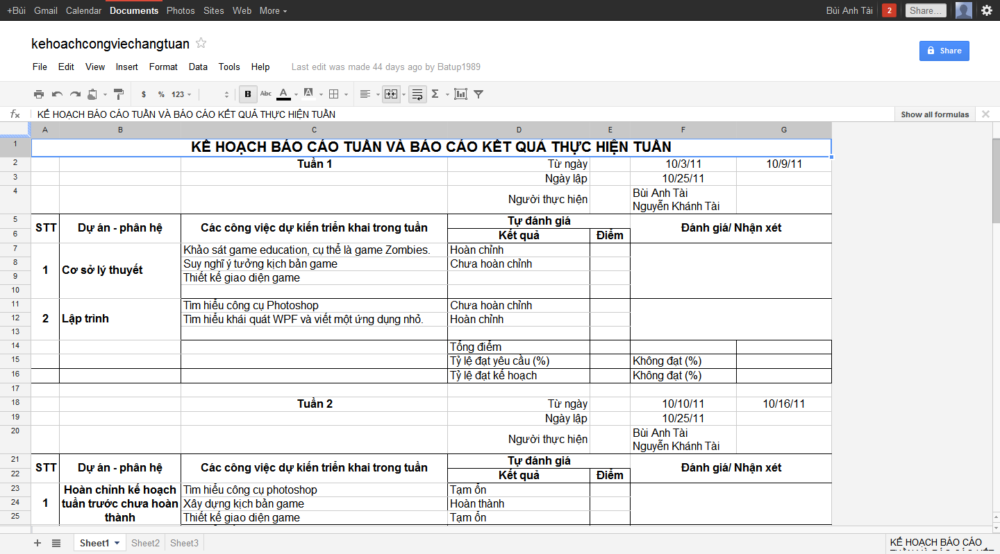 +Bùi Gmail Calendar Documents Photos Sites Web More Bùi Anh Tài 2 Share...
kehoachcongviechangtuan
Share
File Edit View Insert Format Data Tools Help Last edit was made 44 days ago by Batup1989
$ % 123 B Abc A A Σ
fx KẾ HOẠCH BÁO CÁO TUẦN VÀ BÁO CÁO KẾT QUẢ THỰC HIỆN TUẦN Show all formulas
A B C D E F G
1 KẾ HOẠCH BÁO CÁO TUẦN VÀ BÁO CÁO KẾT QUẢ THỰC HIỆN TUẦN
2 Tuần 1 Từ ngày 10/3/11 10/9/11
3 Ngày lập 10/25/11
4 Người thực hiện Bùi Anh Tài
Nguyễn Khánh Tài
5 STT Dự án - phân hệ Các công việc dự kiến triển khai trong tuần Tự đánh giá Đánh giá/ Nhận xét
6 Kết quả Điểm
7 Khảo sát game education, cụ thể là game Zombies. Hoàn chỉnh
8 Suy nghĩ ý tưởng kịch bản game Chưa hoàn chỉnh
1 Cơ sở lý thuyết
9 Thiết kế giao diện game
10
11 Tìm hiểu công cụ Photoshop Chưa hoàn chỉnh
12 2 Lập trình Tìm hiểu khái quát WPF và viết một ứng dụng nhỏ. Hoàn chỉnh
13
14 Tổng điểm
15 Tỷ lệ đạt yêu cầu (%) Không đạt (%)
16 Tỷ lệ đạt kế hoạch Không đạt (%)
17
18 Tuần 2 Từ ngày 10/10/11 10/16/11
19 Ngày lập 10/25/11
20 Người thực hiện Bùi Anh Tài
Nguyễn Khánh Tài
21 STT Dự án - phân hệ Các công việc dự kiến triển khai trong tuần Tự đánh giá Đánh giá/ Nhận xét
22 Kết quả Điểm
23 Hoàn chỉnh kế hoạch Tìm hiểu công cụ photoshop Tạm ổn
24 1 tuần trước chưa hoàn Xây dựng kịch bản game Hoàn thành
25 thành Thiết kế giao diện game Tạm ổn
+ Sheet1 Sheet2 Sheet3 KẾ HOẠCH BÁO CÁO